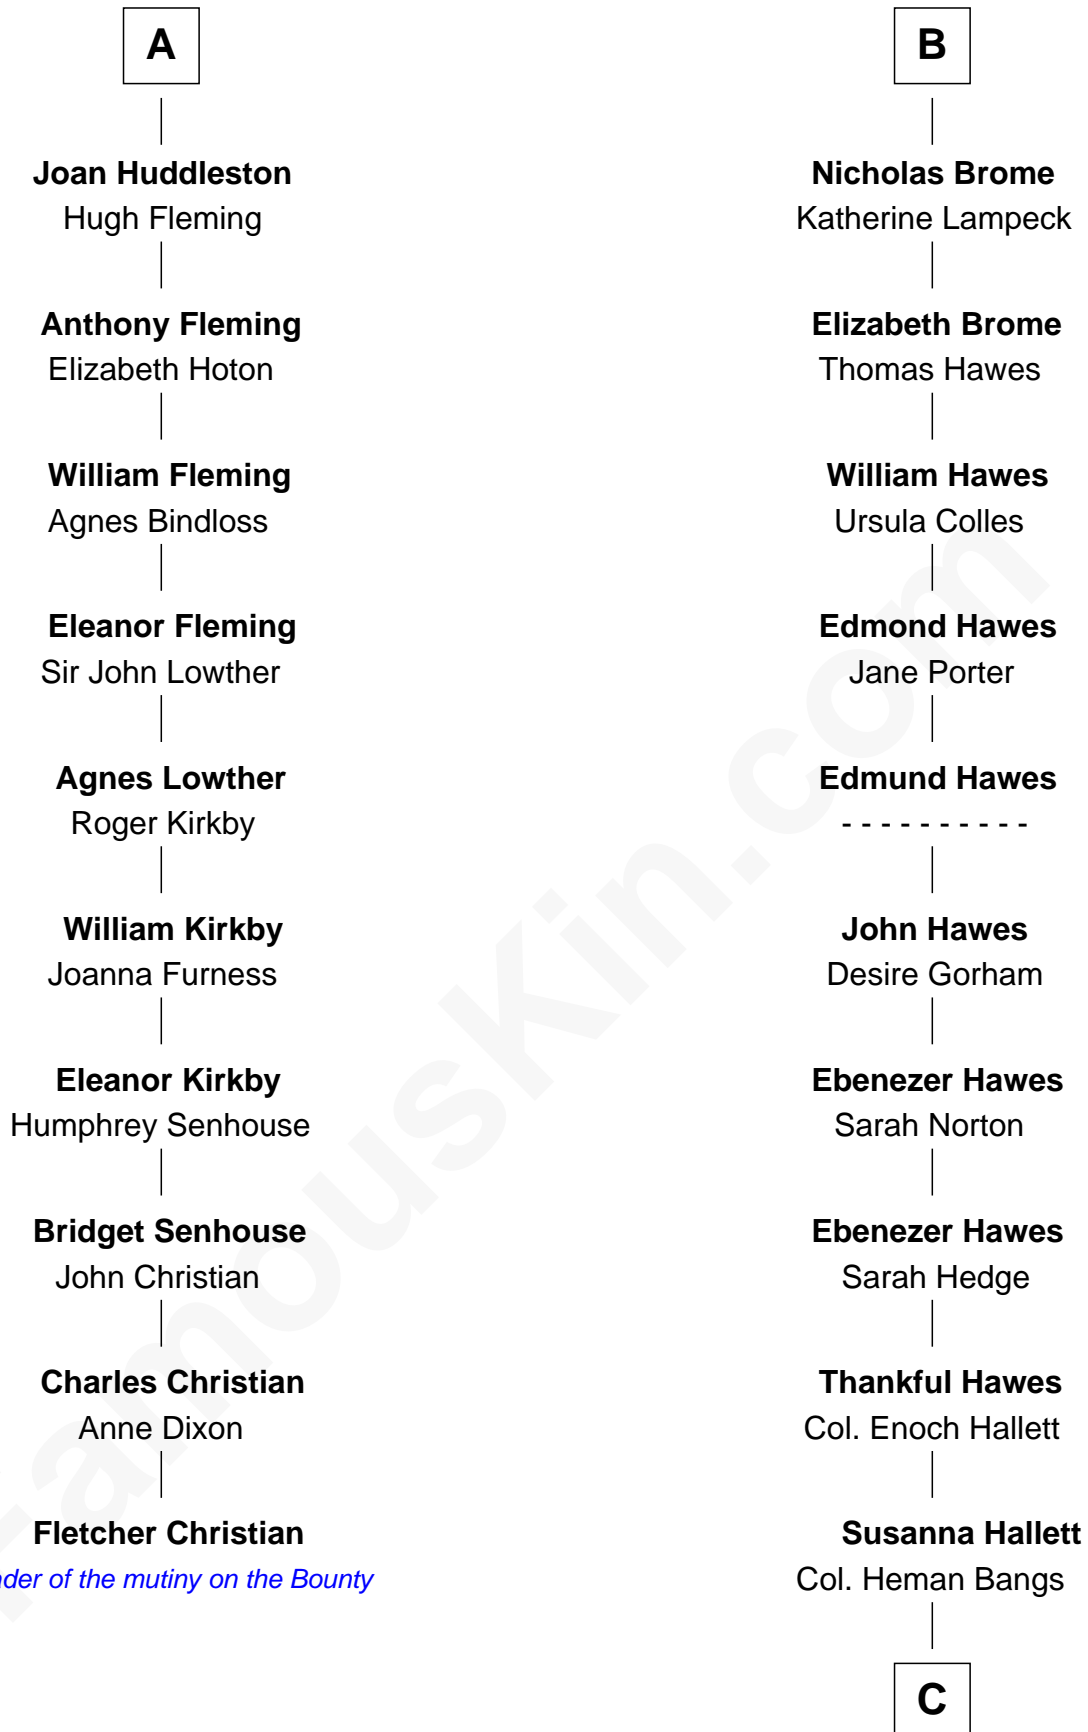 A
Joan Huddleston
Hugh Fleming
Anthony Fleming
Elizabeth Hoton
William Fleming
Agnes Bindloss
Eleanor Fleming
Sir John Lowther
Agnes Lowther
Roger Kirkby
William Kirkby
Joanna Furness
Eleanor Kirkby
Humphrey Senhouse
Bridget Senhouse
John Christian
Charles Christian
Anne Dixon
Fletcher Christian
der of the mutiny on the Bounty
B
Nicholas Brome
Katherine Lampeck
Elizabeth Brome
Thomas Hawes
William Hawes
Ursula Colles
Edmond Hawes
Jane Porter
Edmund Hawes
- - - - - - - - - -
John Hawes
Desire Gorham
Ebenezer Hawes
Sarah Norton
Ebenezer Hawes
Sarah Hedge
Thankful Hawes
Col. Enoch Hallett
Susanna Hallett
Col. Heman Bangs
C
FamousKin.com